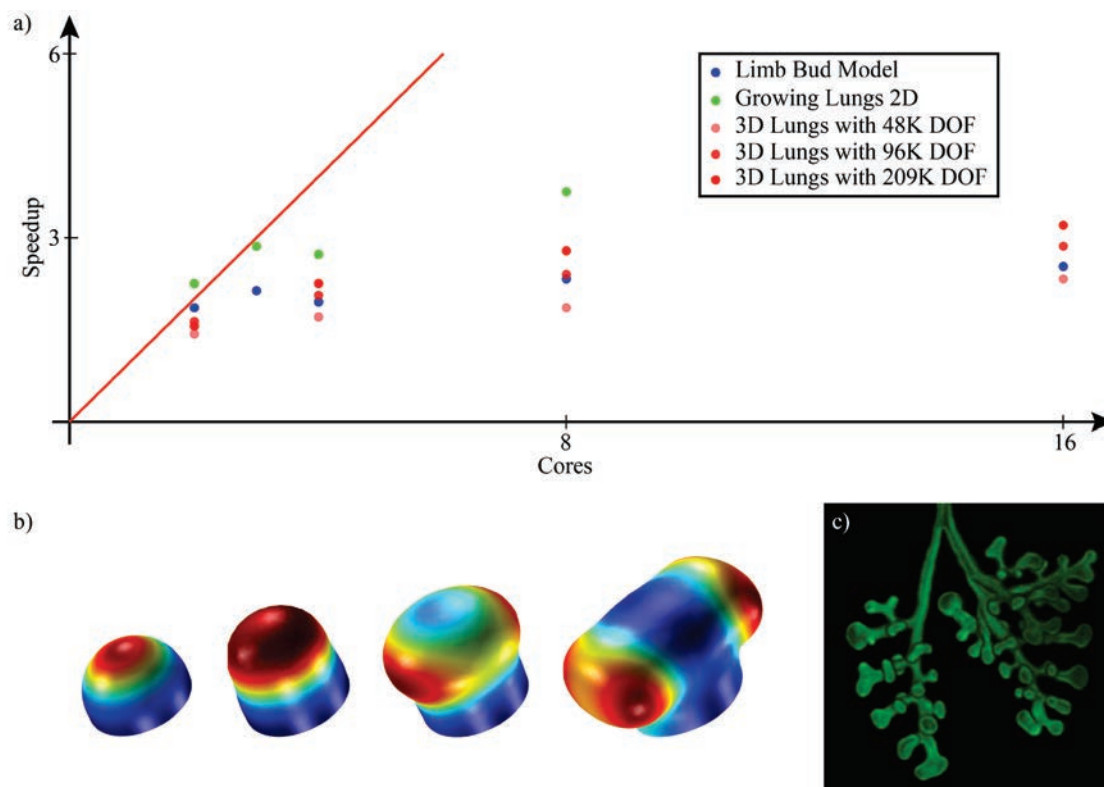 a)
6
Limb Bud Model
Growing Lungs 2D
3D Lungs with 48K DOF
3D Lungs with 96K DOF
3D Lungs with 209K DOF
Speedup
3
8
16
Cores
b)
c)